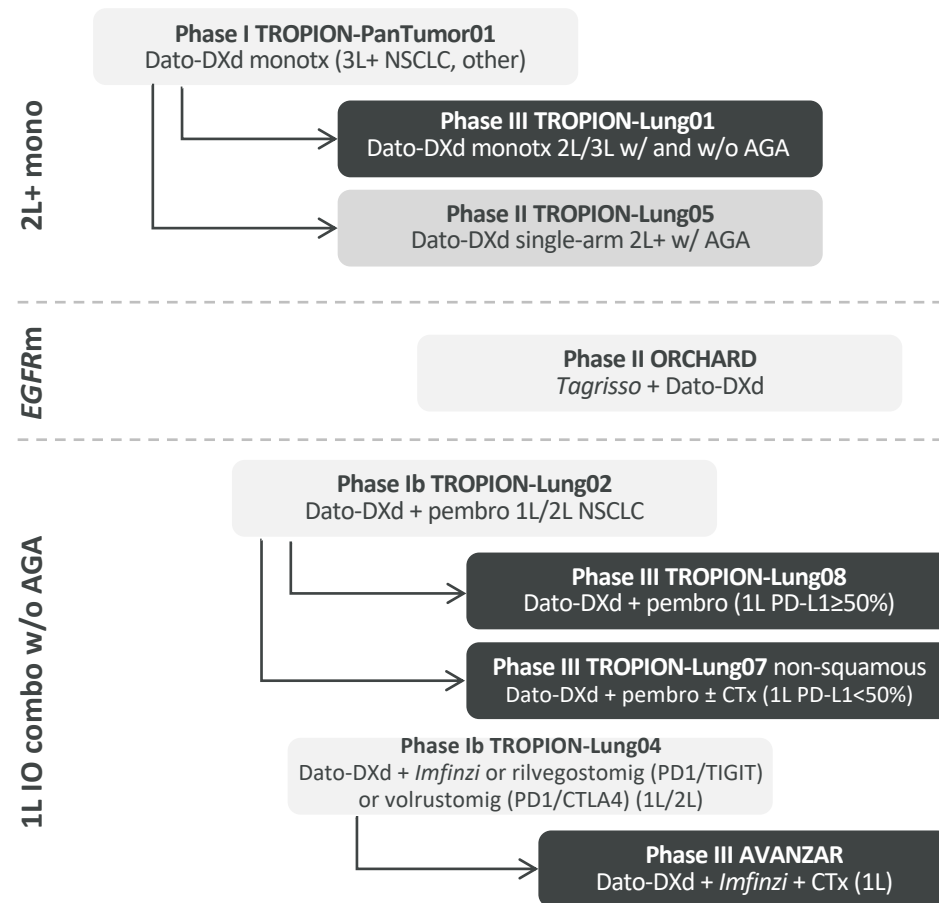 2L+ mono
Phase I TROPION-PanTumor01
Dato-DXd monotx (3L+ NSCLC, other)
Phase III TROPION-Lung01
Dato-DXd monotx 2L/3L w/ and w/o AGA
Phase II TROPION-Lung05
Dato-DXd single-arm 2L+ w/ AGA
EGFRm
Phase II ORCHARD
Tagrisso + Dato-DXd
1L IO combo w/o AGA
Phase Ib TROPION-Lung02
Dato-DXd + pembro 1L/2L NSCLC
Phase III TROPION-Lung08
Dato-DXd + pembro (1L PD-L1≥50%)
Phase III TROPION-Lung07 non-squamous
Dato-DXd + pembro ± CTx (1L PD-L1<50%)
Phase Ib TROPION-Lung04
Dato-DXd + Imfinzi or rilvegostomig (PD1/TIGIT)
or volrustomig (PD1/CTLA4) (1L/2L)
Phase III AVANZAR
Dato-DXd + Imfinzi + CTx (1L)